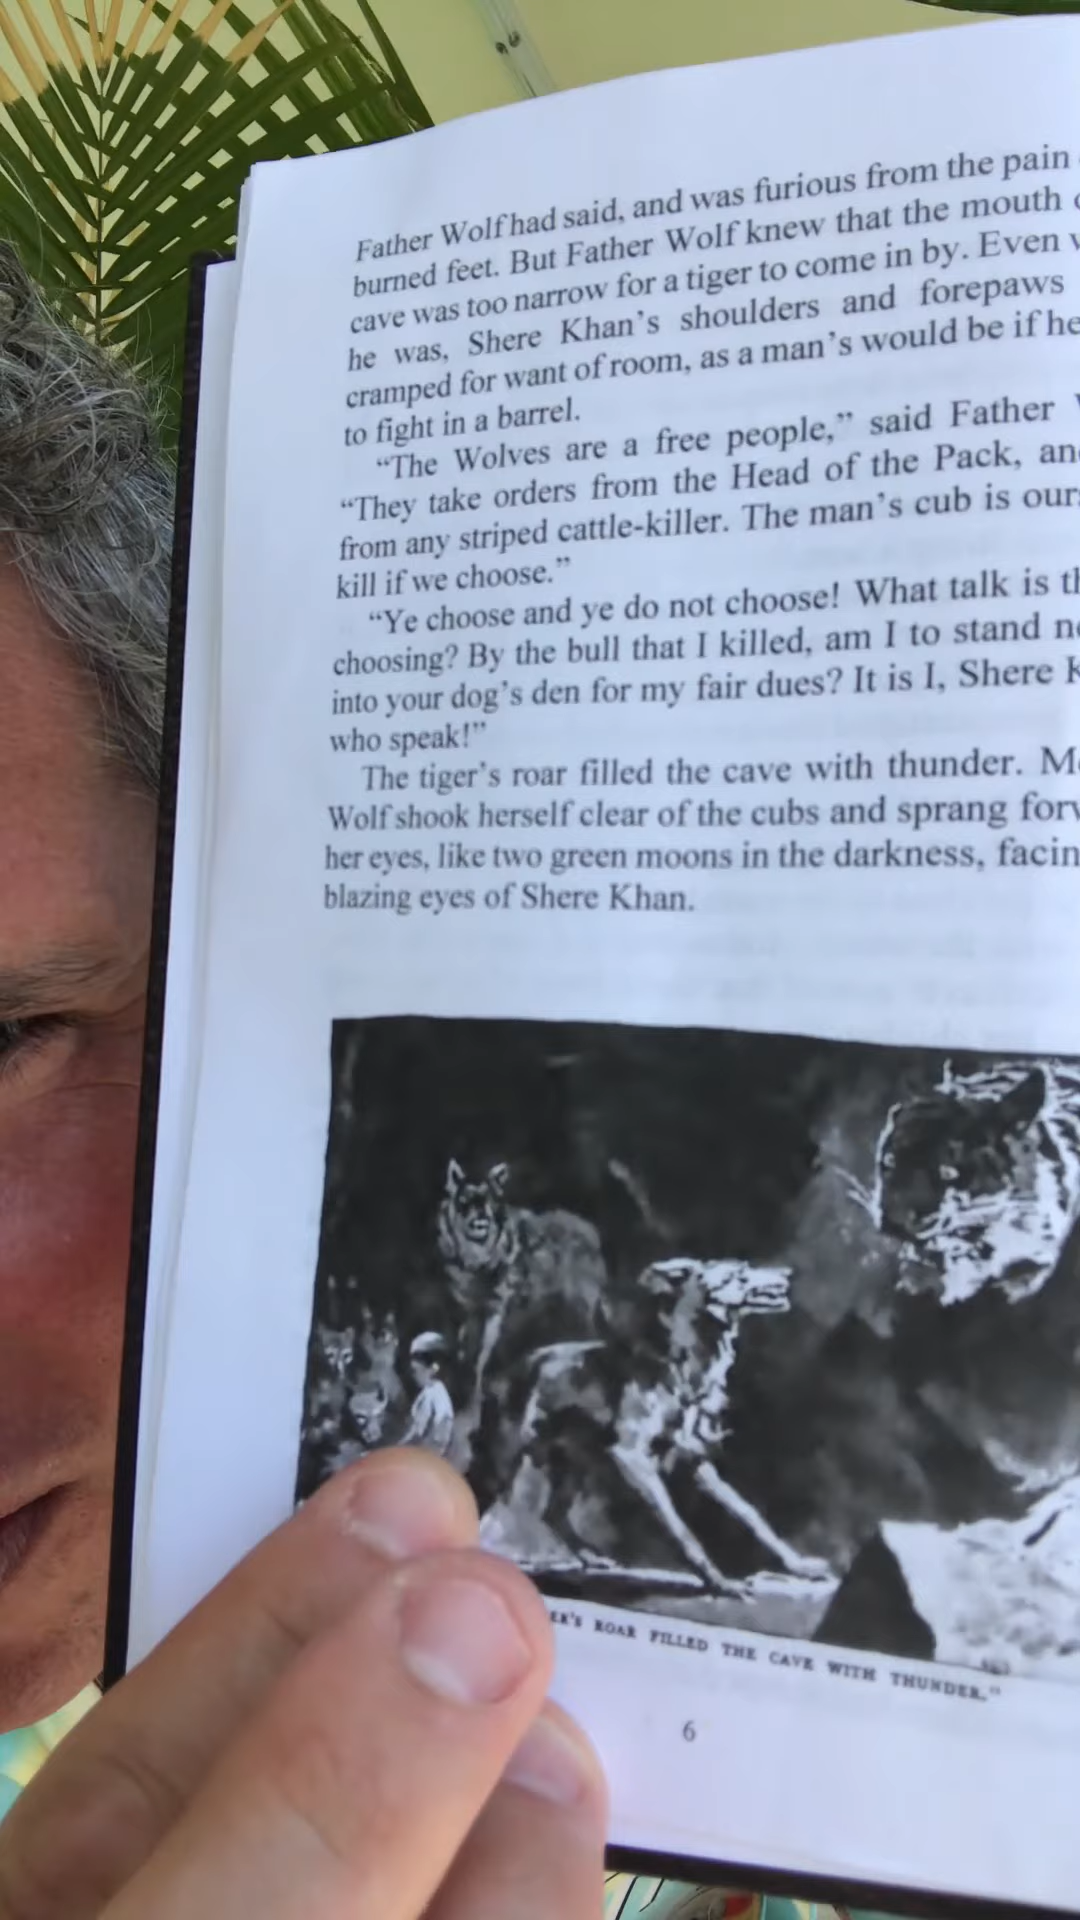 Father Wolf had said, and was furious from the pain
burned feet. But Father Wolf knew that the mouth
cave was too narrow for a tiger to come in by. Even
he was, Shere Khan's shoulders and forepaws
cramped for want of room, as a man's would be if he
to fight in a barrel.
“The Wolves are a free people,” said Father
“They take orders from the Head of the Pack, and
from any striped cattle-killer. The man's cub is
kill if we choose.”
“Ye choose and ye do not choose! What talk is
choosing? By the bull that I killed, am I to stand
into your dog's den for my fair dues? It is I, Shere
who speak!”
The tiger's roar filled the cave with thunder.
Wolf shook herself clear of the cubs and sprang
her eyes, like two green moons in the darkness,
blazing eyes of Shere Khan.
ER'S ROAR FILLED THE CAVE WITH THUNDER.”
6